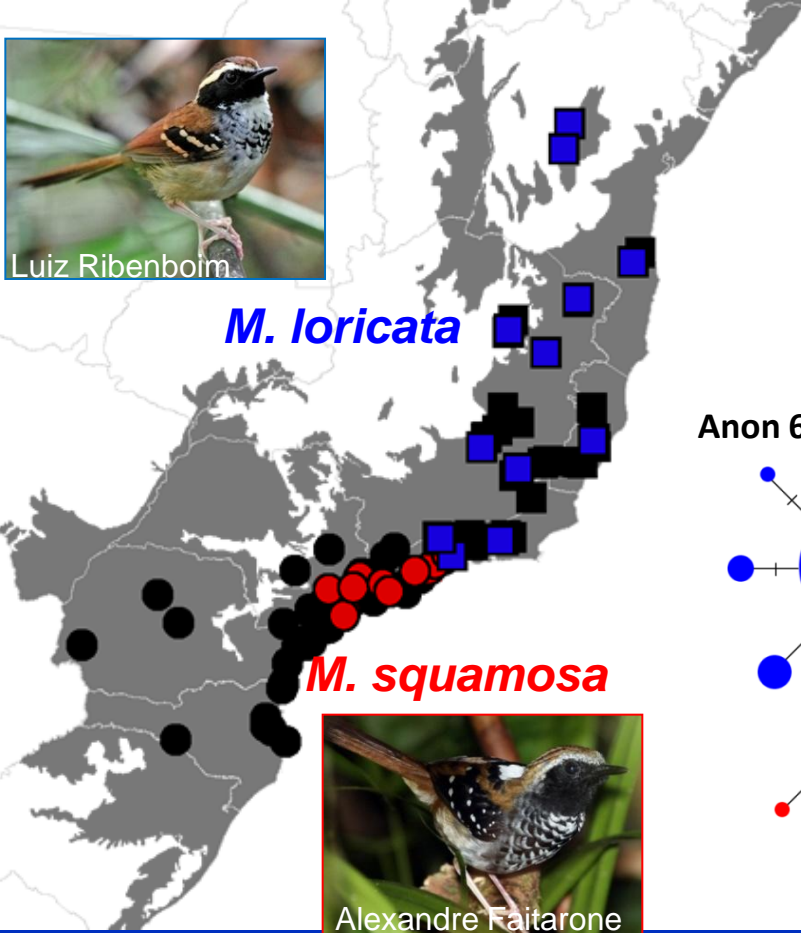 Luiz Ribenboim
M. loricata
Anon 6
M. squamosa
Alexandre Faitarone